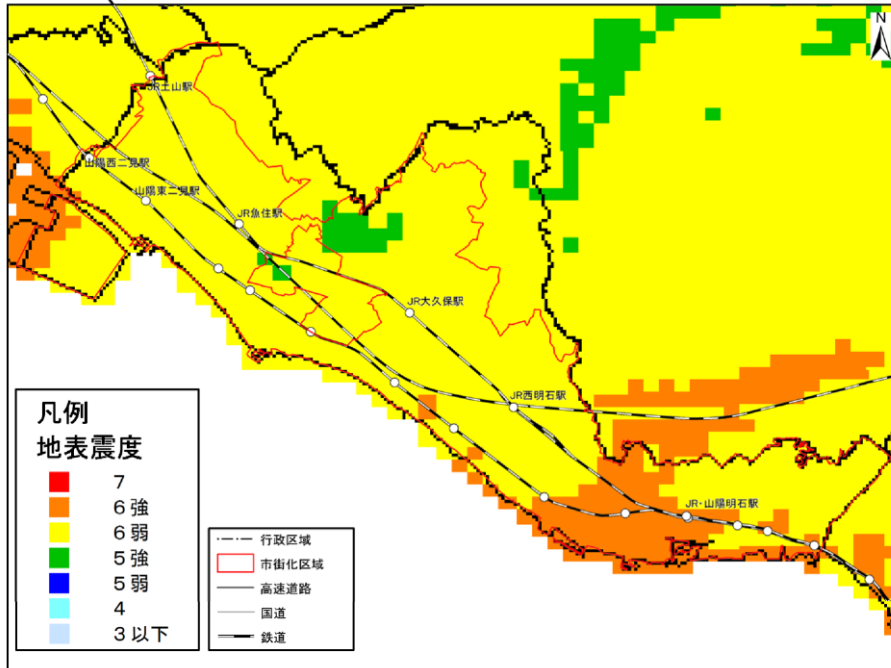 N
JR土山駅
山陽西二見駅
山陽東二見駅
JR魚住駅
JR大久保駅
JR西明石駅
JR・山陽明石駅
凡例
地表震度
7
6強
6弱
5強
5弱
4
3以下
行政区域
市街化区域
高速道路
国道
鉄道